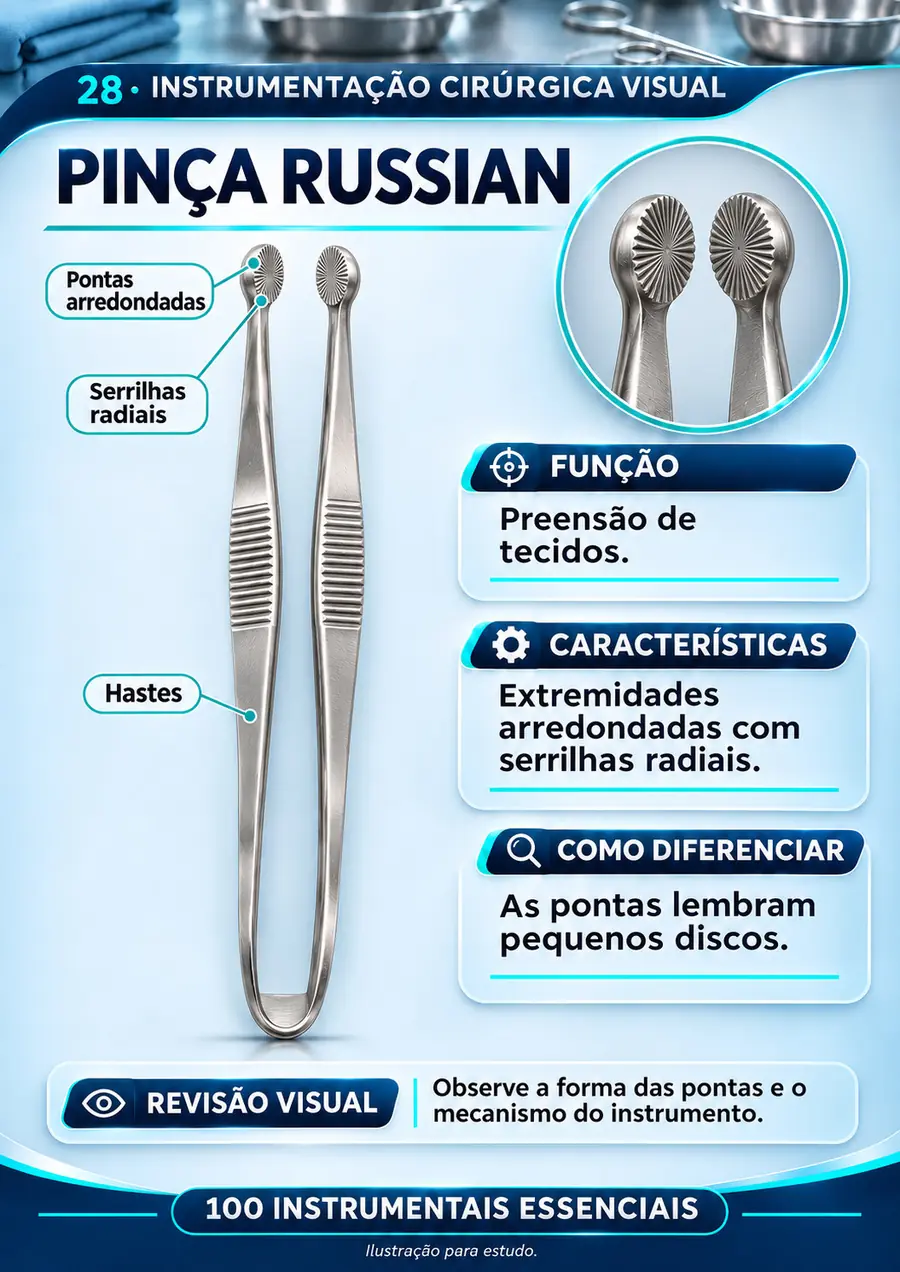 28 · INSTRUMENTAÇÃO CIRÚRGICA VISUAL
PINÇA RUSSIAN
Pontas
arredondadas
Serrilhas
radiais
Hastes
FUNÇÃO
Preensão de
tecidos.
CARACTERÍSTICAS
Extremidades
arredondadas com
serrilhas radiais.
COMO DIFERENCIAR
As pontas lembram
pequenos discos.
REVISÃO VISUAL
Observe a forma das pontas e o
mecanismo do instrumento.
100 INSTRUMENTAIS ESSENCIAIS
Ilustração para estudo.